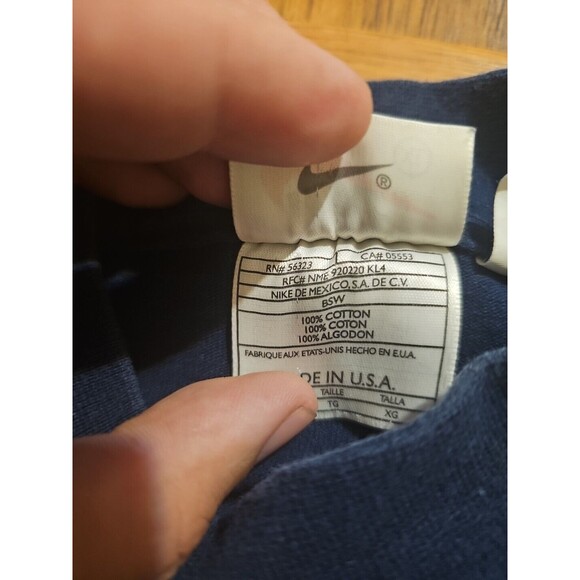 ®
RN# 56323 CA# 05553
RFC# NME 920220 KL4
NIKE DE MEXICO, S.A. DE C.V.
BSW
100% COTTON
100% COTON
100% ALGODON
FABRIQUE AUX ETATS-UNIS HECHO EN E.U.A.
DE IN U.S.A.
TAILLE TALLA
TG XG